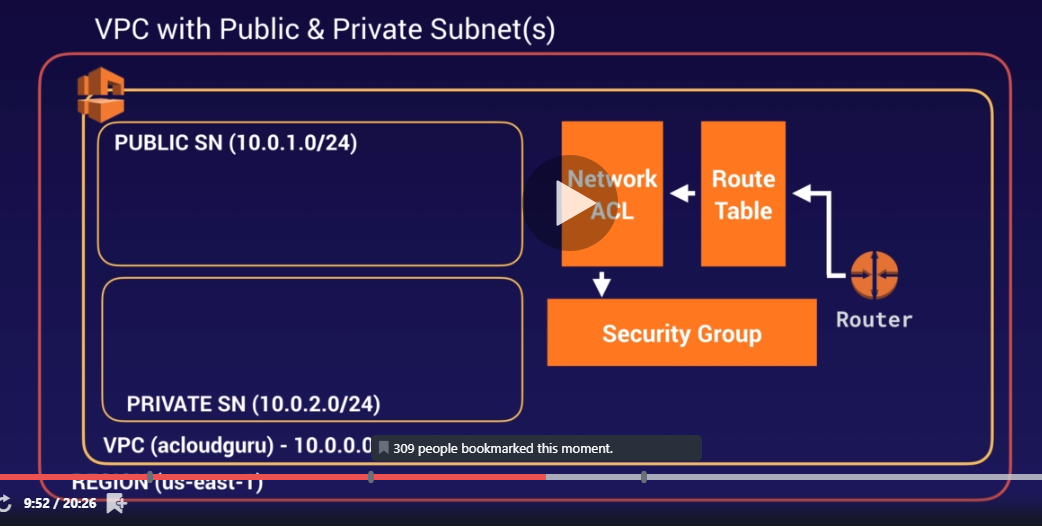 VPC with Public & Private Subnet(s)
PUBLIC SN (10.0.1.0/24)
Network
ACL
Route
Table
Router
Security Group
PRIVATE SN (10.0.2.0/24)
VPC (acloudguru) - 10.0.0.0
309 people bookmarked this moment.
REGION (us-east-1)
9:52 / 20:26